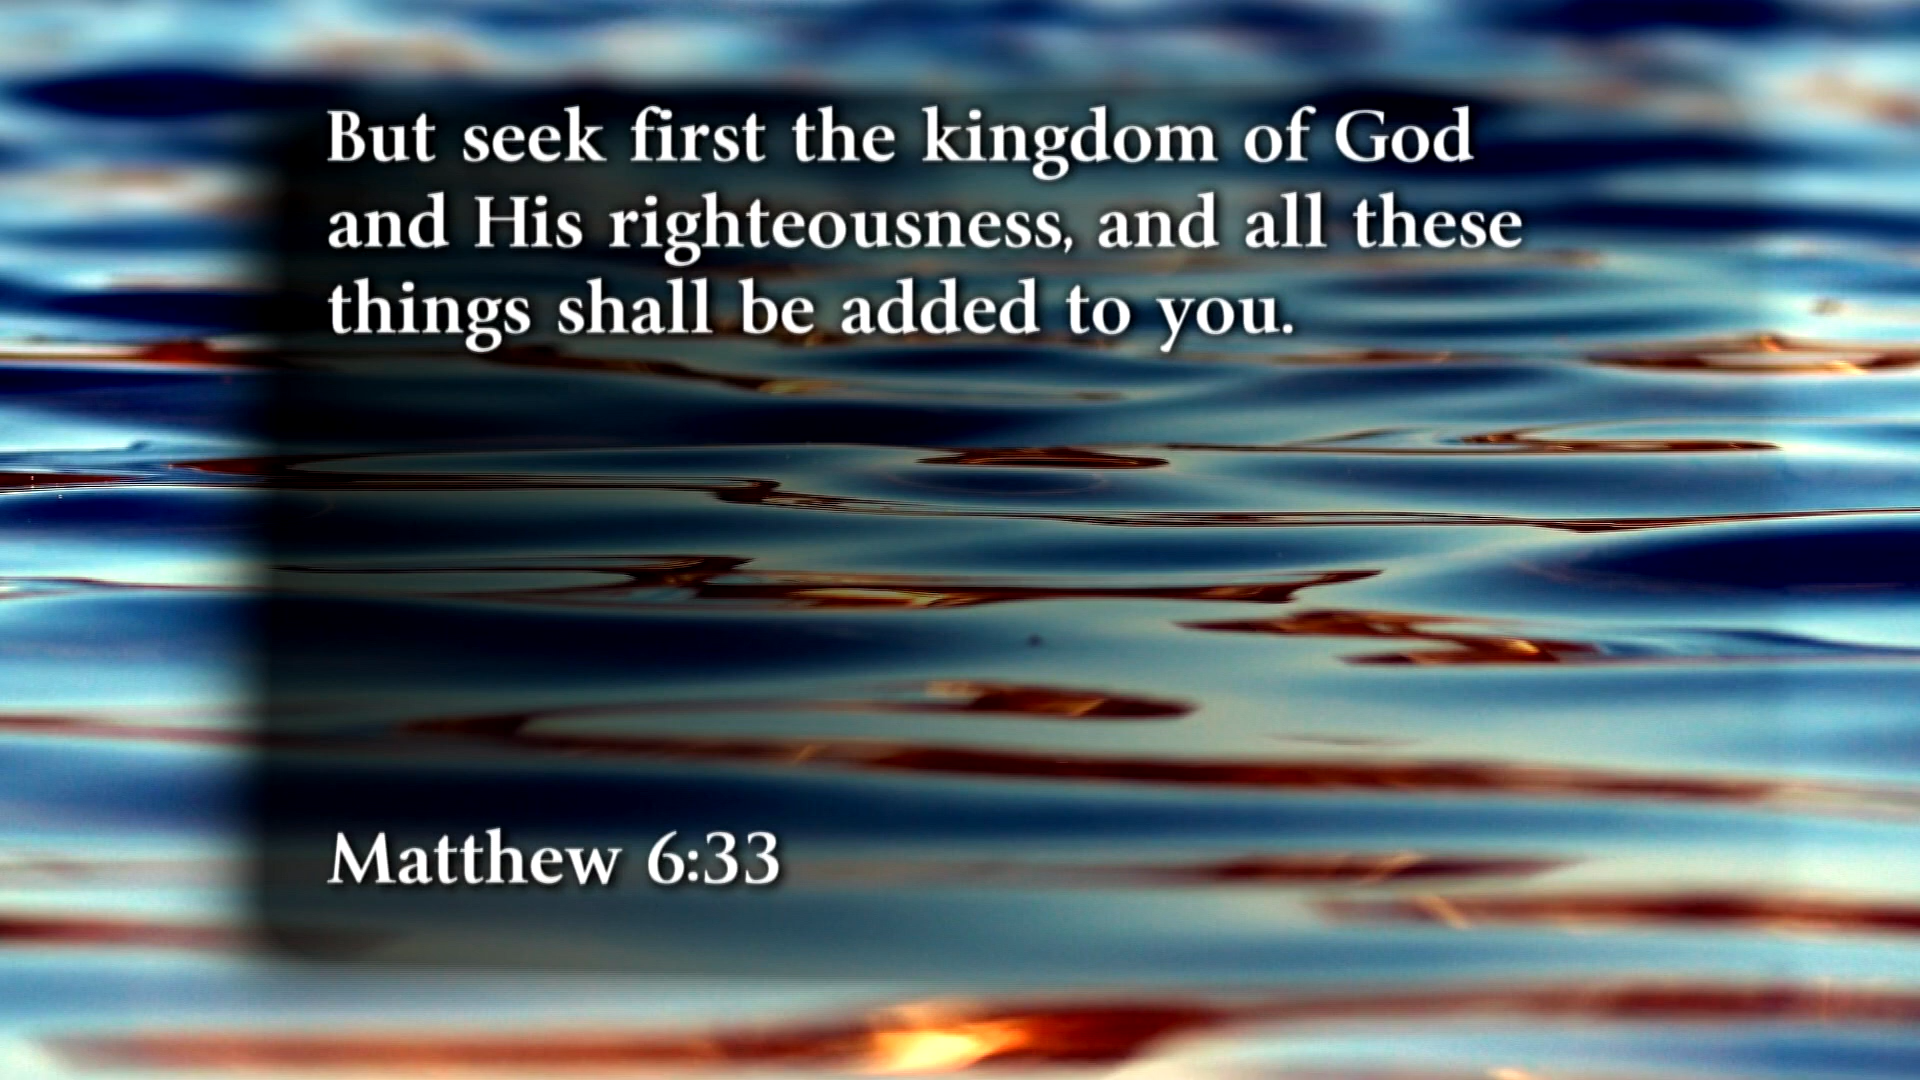 But seek first the kingdom of God
and His righteousness, and all these
things shall be added to you.
Matthew 6:33